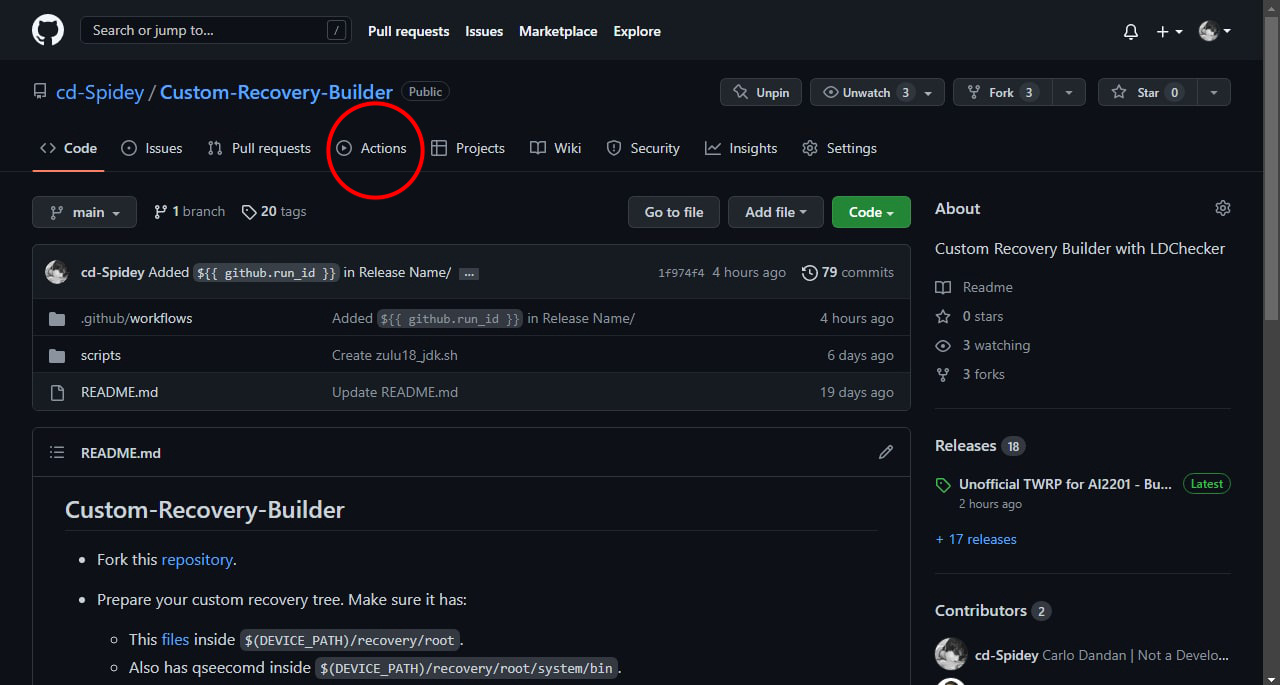 Search or jump to... /
Pull requests Issues Marketplace Explore
cd-Spidey / Custom-Recovery-Builder Public
Unpin Unwatch 3 Fork 3 Star 0
Code Issues Pull requests Actions Projects Wiki Security Insights Settings
main 1 branch 20 tags Go to file Add file Code
cd-Spidey Added ${{ github.run_id }} in Release Name/ ... 1f974f4 4 hours ago 79 commits
.github/workflows Added ${{ github.run_id }} in Release Name/ 4 hours ago
scripts Create zulu18_jdk.sh 6 days ago
README.md Update README.md 19 days ago
README.md
Custom-Recovery-Builder
Fork this repository.
Prepare your custom recovery tree. Make sure it has:
This files inside $(DEVICE_PATH)/recovery/root.
Also has qseecomd inside $(DEVICE_PATH)/recovery/root/system/bin.
About
Custom Recovery Builder with LDChecker
Readme
0 stars
3 watching
3 forks
Releases 18
Unofficial TWRP for AI2201 - Bu... Latest
2 hours ago
+ 17 releases
Contributors 2
cd-Spidey Carlo Dandan | Not a Develo...